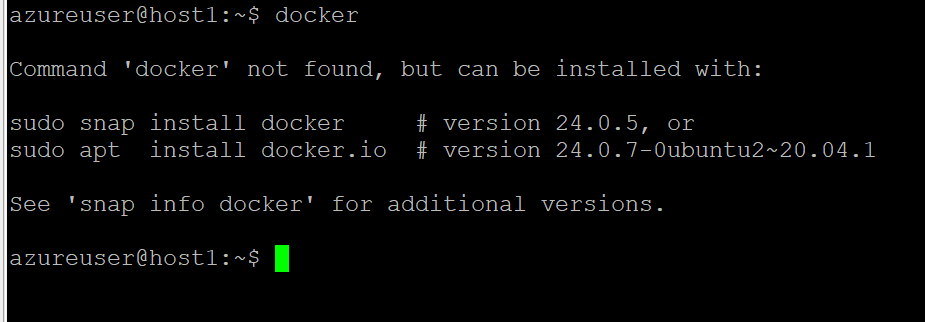 azureuser@host1:~$ docker
Command 'docker' not found, but can be installed with:
sudo snap install docker     # version 24.0.5, or
sudo apt  install docker.io  # version 24.0.7-0ubuntu2~20.04.1
See 'snap info docker' for additional versions.
azureuser@host1:~$